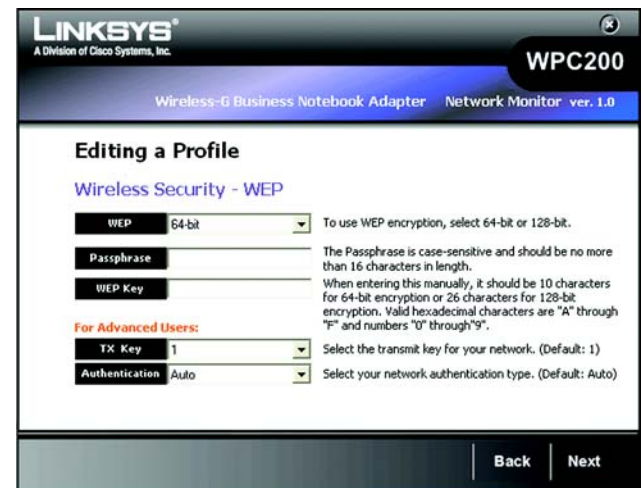 LINKSYS®
A Division of Cisco Systems, Inc.
WPC200
Wireless-G Business Notebook Adapter Network Monitor ver. 1.0
Editing a Profile
Wireless Security - WEP
WEP 64-bit To use WEP encryption, select 64-bit or 128-bit.
Passphrase The Passphrase is case-sensitive and should be no more
than 16 characters in length.
WEP Key When entering this manually, it should be 10 characters
for 64-bit encryption or 26 characters for 128-bit
encryption. Valid hexadecimal characters are "A" through
"F" and numbers "0" through"9".
For Advanced Users:
TX Key 1 Select the transmit key for your network. (Default: 1)
Authentication Auto Select your network authentication type. (Default: Auto)
Back Next